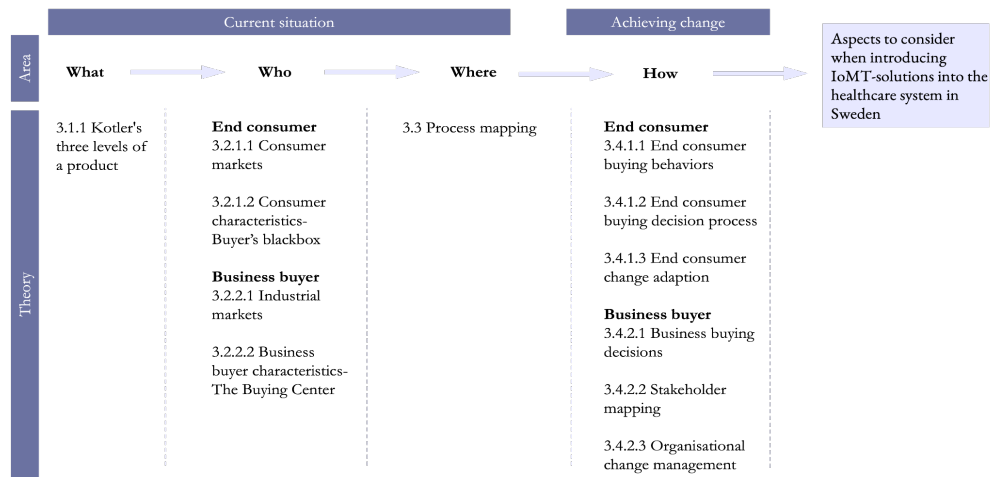 Current situation
Achieving change
Area
What
Who
Where
How
Aspects to consider
when introducing
IoMT-solutions into the
healthcare system in
Sweden
Theory
3.1.1 Kotler's
three levels of
a product
End consumer
3.2.1.1 Consumer
markets
3.2.1.2 Consumer
characteristics-
Buyer’s blackbox
Business buyer
3.2.2.1 Industrial
markets
3.2.2.2 Business
buyer characteristics-
The Buying Center
3.3 Process mapping
End consumer
3.4.1.1 End consumer
buying behaviors
3.4.1.2 End consumer
buying decision process
3.4.1.3 End consumer
change adaption
Business buyer
3.4.2.1 Business buying
decisions
3.4.2.2 Stakeholder
mapping
3.4.2.3 Organisational
change management